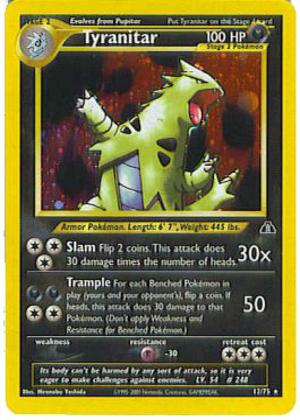 Evolves from Pupitar Put Tyranitar on the Stage 1 card
Tyranitar 100 HP
Stage 2 Pokémon
Armor Pokémon. Length: 6' 7", Weight: 445 lbs.
Slam Flip 2 coins. This attack does 30x
30 damage times the number of heads.
Trample For each Benched Pokémon in
play (yours and your opponent's), flip a coin. If
heads, this attack does 30 damage to that 50
Pokémon. (Don't apply Weakness and
Resistance for Benched Pokémon.)
weakness resistance retreat cost
-30
Its body can't be harmed by any sort of attack, so it is very
eager to make challenges against enemies. LV. 54 # 248
Illus. Hironobu Yoshida
12/75